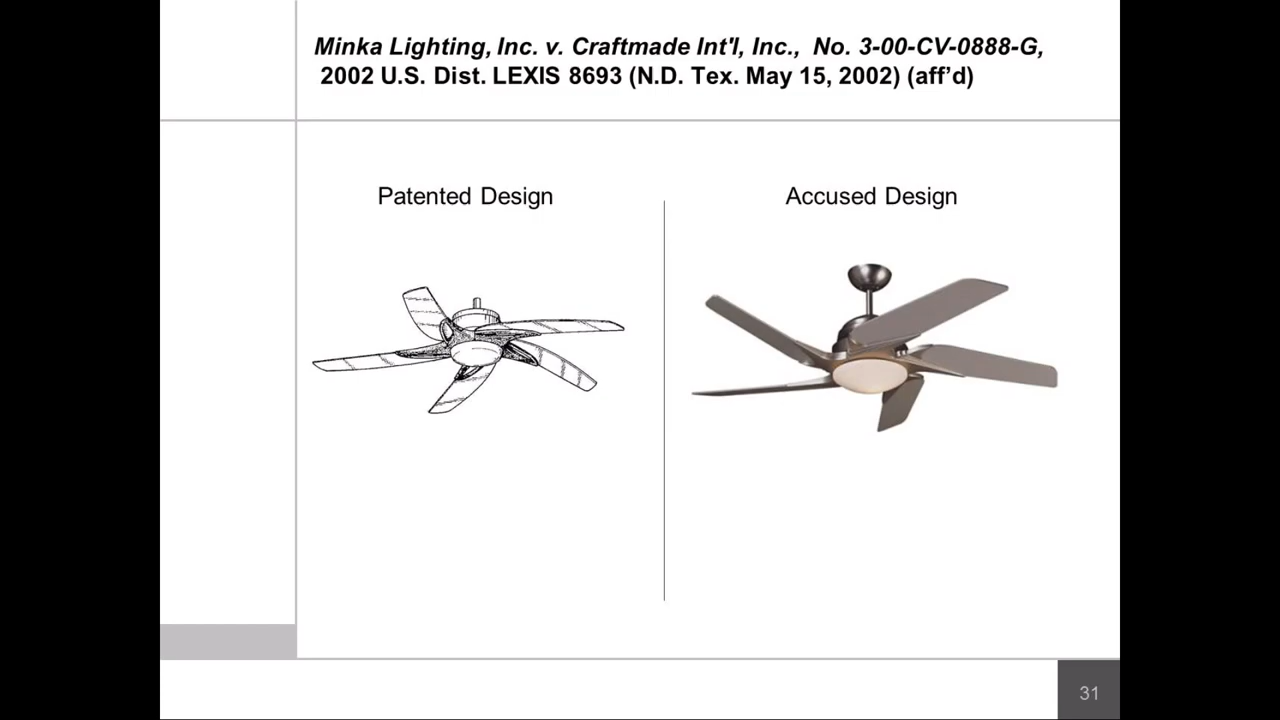 Minka Lighting, Inc. v. Craftmade Int'l, Inc., No. 3-00-CV-0888-G,
2002 U.S. Dist. LEXIS 8693 (N.D. Tex. May 15, 2002) (aff’d)
Patented Design
Accused Design
31